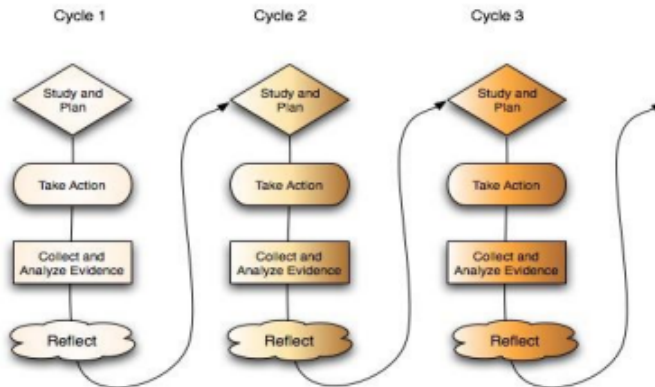 Cycle 1
Cycle 2
Cycle 3
Study and
Plan
Study and
Plan
Study and
Plan
Take Action
Take Action
Take Action
Collect and
Analyze Evidence
Collect and
Analyze Evidence
Collect and
Analyze Evidence
Reflect
Reflect
Reflect